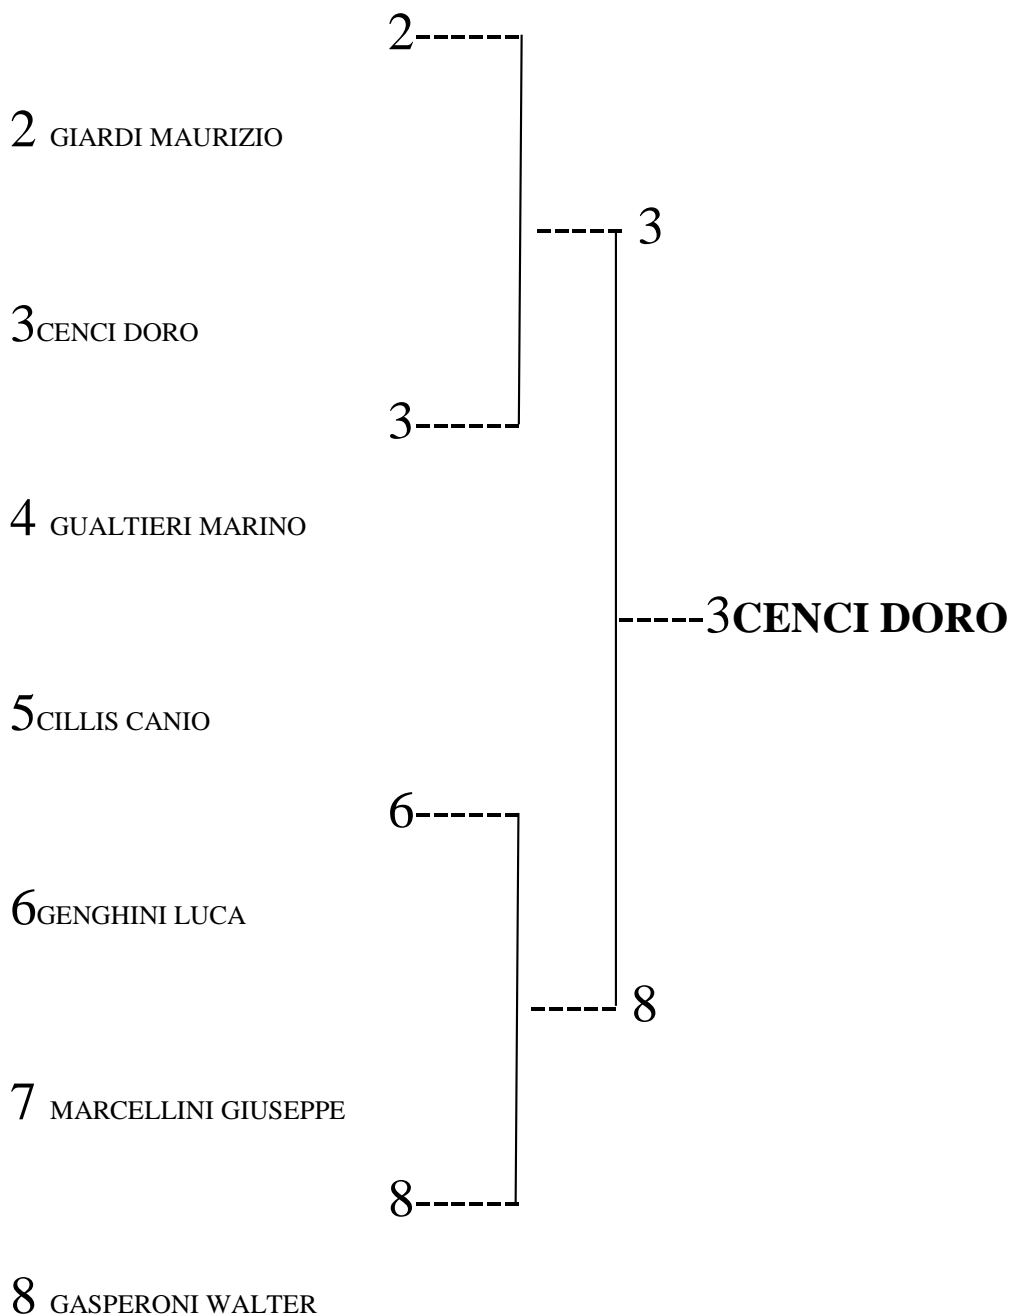 2-------
2 GIARDI MAURIZIO
----- 3
3CENCI DORO
3------
4 GUALTIERI MARINO
-----3CENCI DORO
5CILLIS CANIO
6------
6GENGHINI LUCA
----- 8
7 MARCELLINI GIUSEPPE
8------
8 GASPERONI WALTER